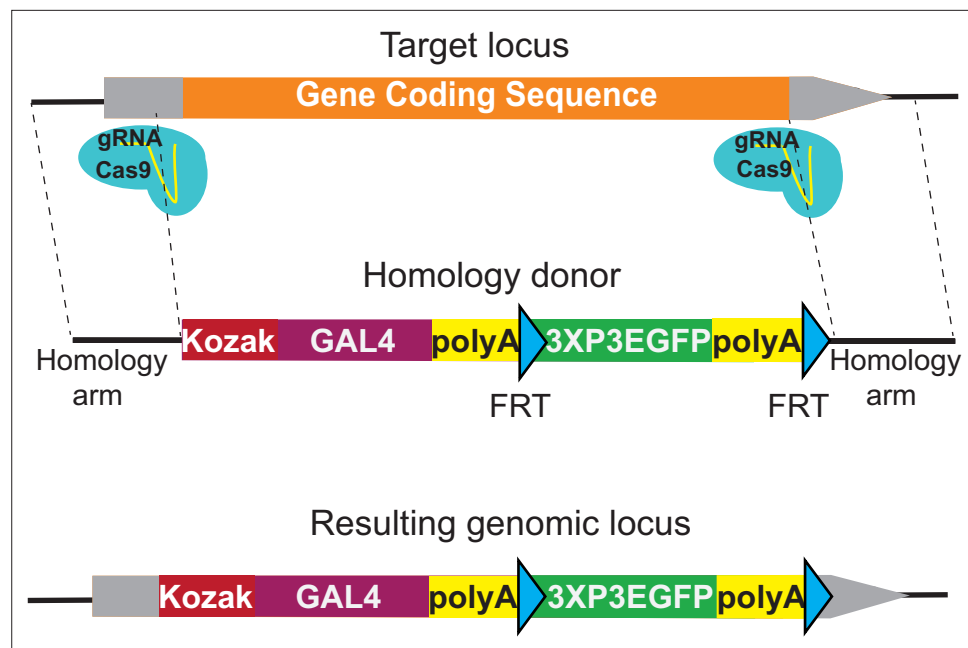 Target locus
Gene Coding Sequence
gRNA
Cas9
gRNA
Cas9
Homology donor
Kozak GAL4 polyA 3XP3EGFP polyA
Homology
arm
FRT
FRT
Homology
arm
Resulting genomic locus
Kozak GAL4 polyA 3XP3EGFP polyA